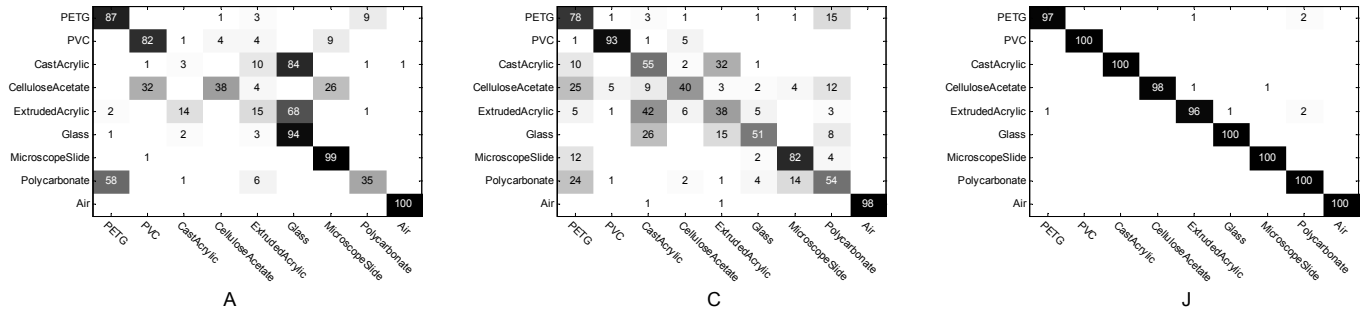 PETG 87 1 3 9
PVC 82 1 4 4 9
CastAcrylic 1 3 10 84 1 1
CelluloseAcetate 32 38 4 26
ExtrudedAcrylic 2 14 15 68 1
Glass 1 2 3 94
MicroscopeSlide 1 99
Polycarbonate 58 1 6 35
Air 100
PETG
PVC
CastAcrylic
CelluloseAcetate
ExtrudedAcrylic
Glass
MicroscopeSlide
Polycarbonate
Air
A
PETG 78 1 3 1 1 1 15
PVC 1 93 1 5
CastAcrylic 10 55 2 32 1
CelluloseAcetate 25 5 9 40 3 2 4 12
ExtrudedAcrylic 5 1 42 6 38 5 3
Glass 26 15 51 8
MicroscopeSlide 12 2 82 4
Polycarbonate 24 1 2 1 4 14 54
Air 1 1 98
PETG
PVC
CastAcrylic
CelluloseAcetate
ExtrudedAcrylic
Glass
MicroscopeSlide
Polycarbonate
Air
C
PETG 97 1 2
PVC 100
CastAcrylic 100
CelluloseAcetate 98 1 1
ExtrudedAcrylic 1 96 1 2
Glass 100
MicroscopeSlide 100
Polycarbonate 100
Air 100
PETG
PVC
CastAcrylic
CelluloseAcetate
ExtrudedAcrylic
Glass
MicroscopeSlide
Polycarbonate
Air
J